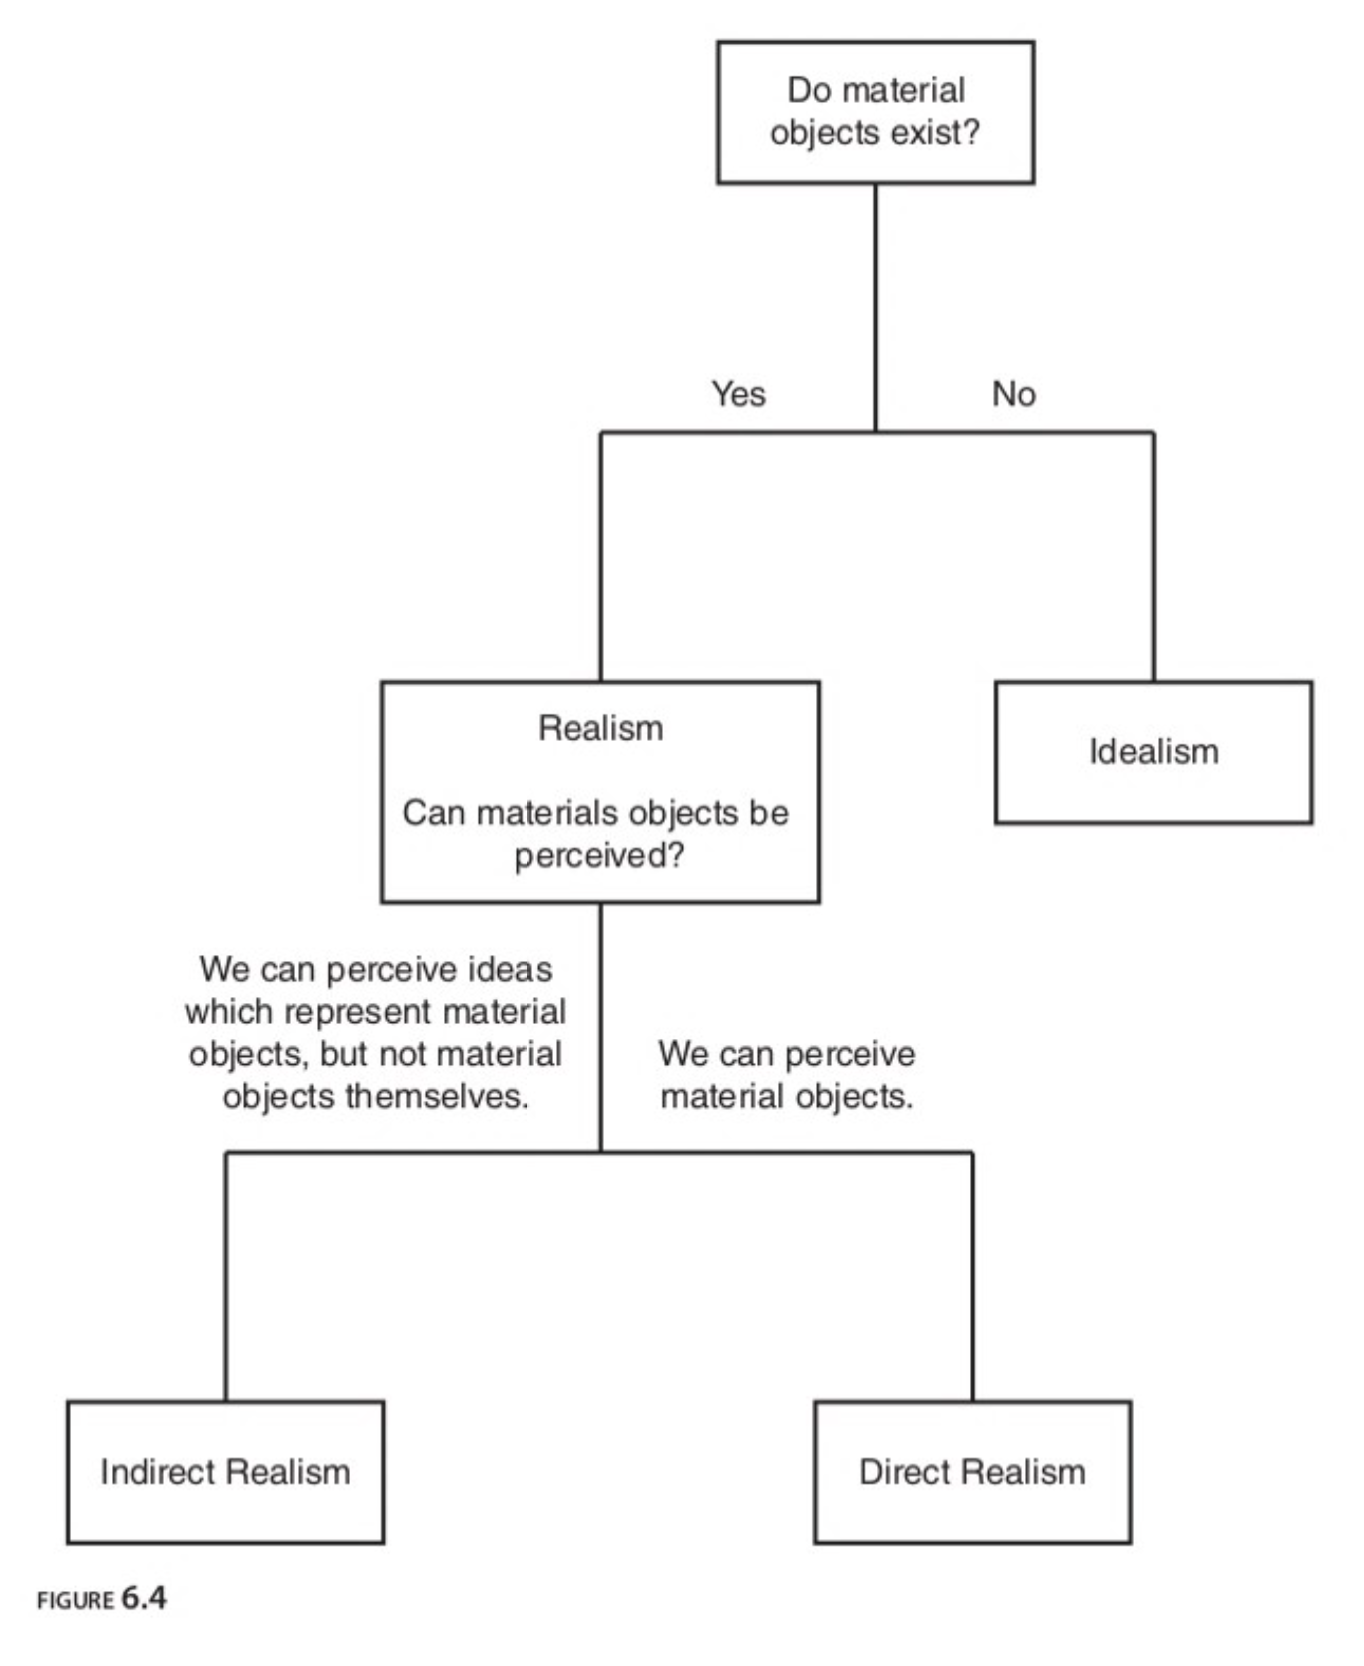 Do material
objects exist?
Yes
No
Realism
Can materials objects be
perceived?
Idealism
We can perceive ideas
which represent material
objects, but not material
objects themselves.
We can perceive
material objects.
Indirect Realism
Direct Realism
FIGURE 6.4